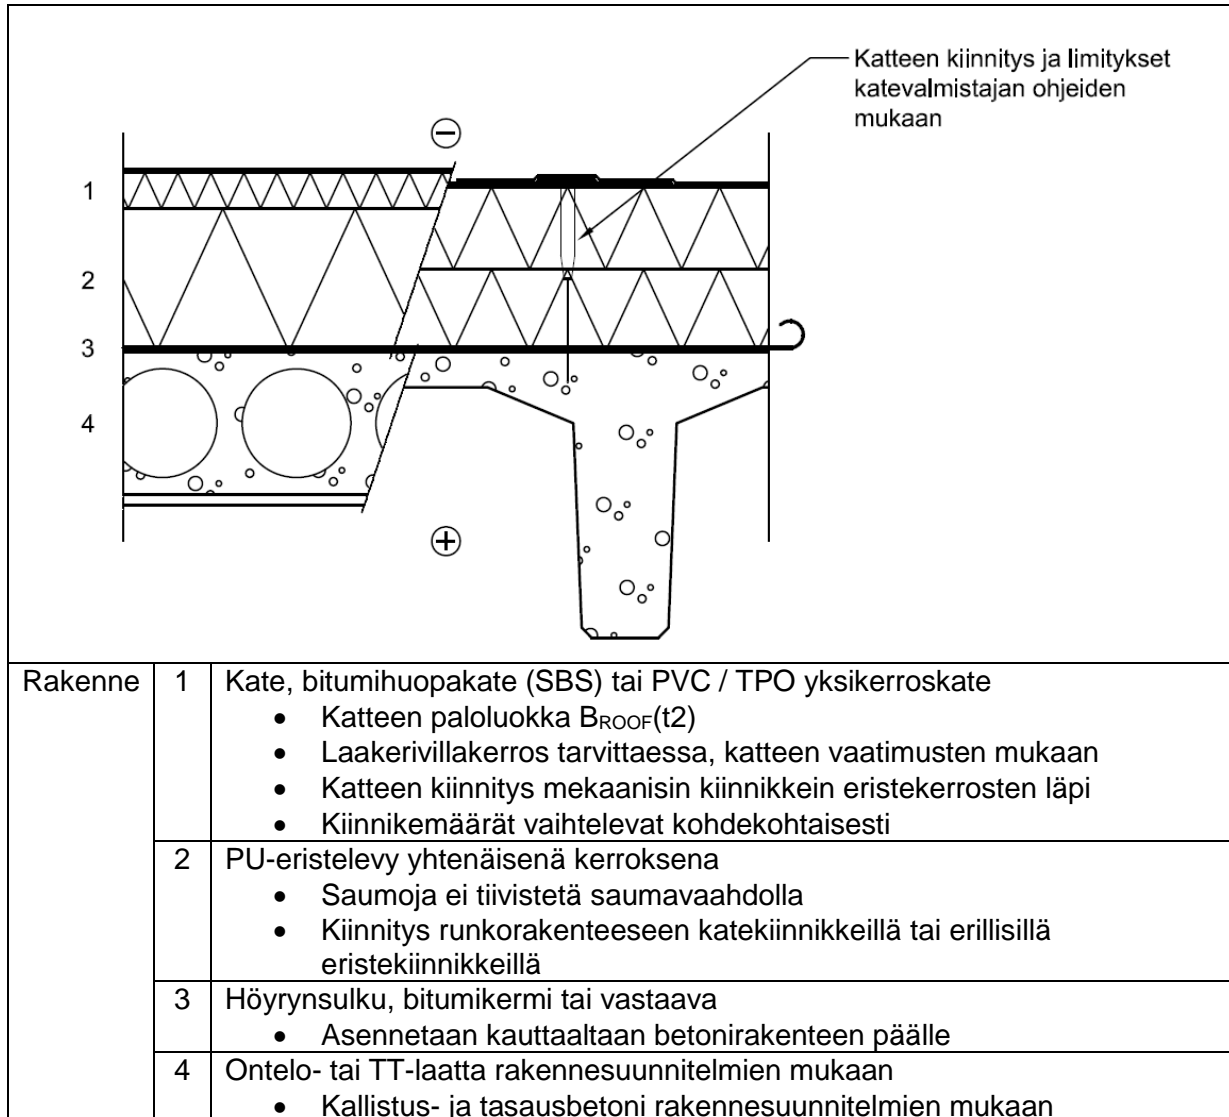 Katteen kiinnitys ja limitykset
katevalmistajan ohjeiden
mukaan
−
1
2
3
4
+
Rakenne 1 Kate, bitumihuopakate (SBS) tai PVC / TPO yksikerroskate
• Katteen paloluokka BROOF(t2)
• Laakerivillakerros tarvittaessa, katteen vaatimusten mukaan
• Katteen kiinnitys mekaanisin kiinnikkein eristekerrosten läpi
• Kiinnikemäärät vaihtelevat kohdekohtaisesti
2 PU-eristelevy yhtenäisenä kerroksena
• Saumoja ei tiivistetä saumavaahdolla
• Kiinnitys runkorakenteeseen katekiinnikkeillä tai erillisillä
eristekiinnikkeillä
3 Höyrynsulku, bitumikermi tai vastaava
• Asennetaan kauttaaltaan betonirakenteen päälle
4 Ontelo- tai TT-laatta rakennesuunnitelmien mukaan
• Kallistus- ja tasausbetoni rakennesuunnitelmien mukaan